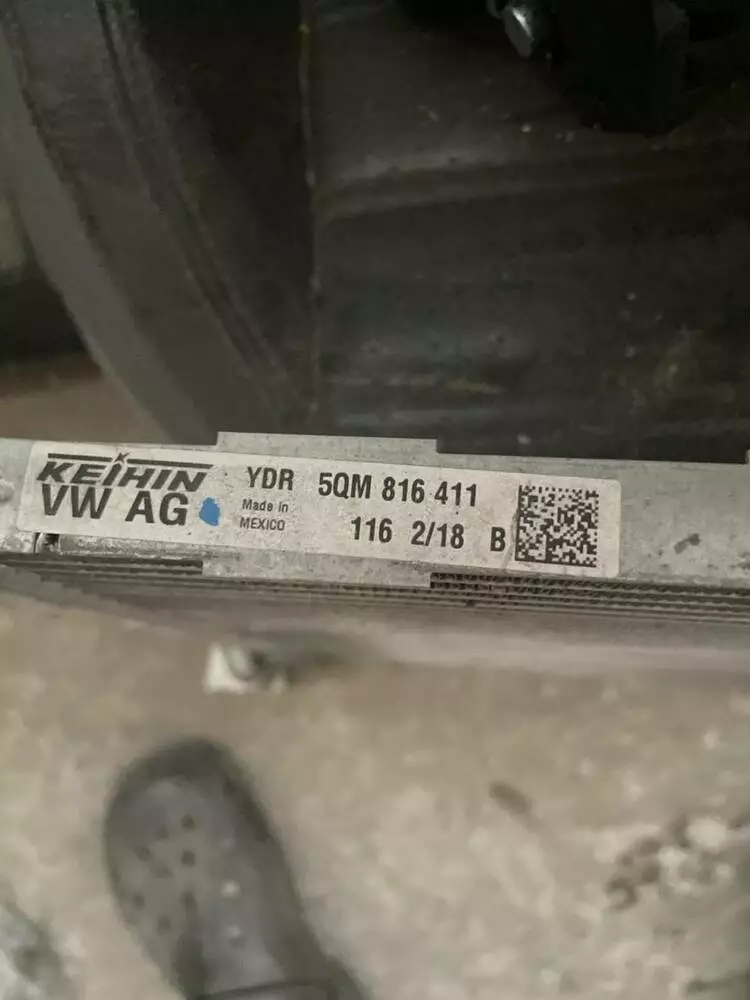 KEIHIN YDR 5QM 816 411
VW AG Made in MEXICO 116 2/18 B